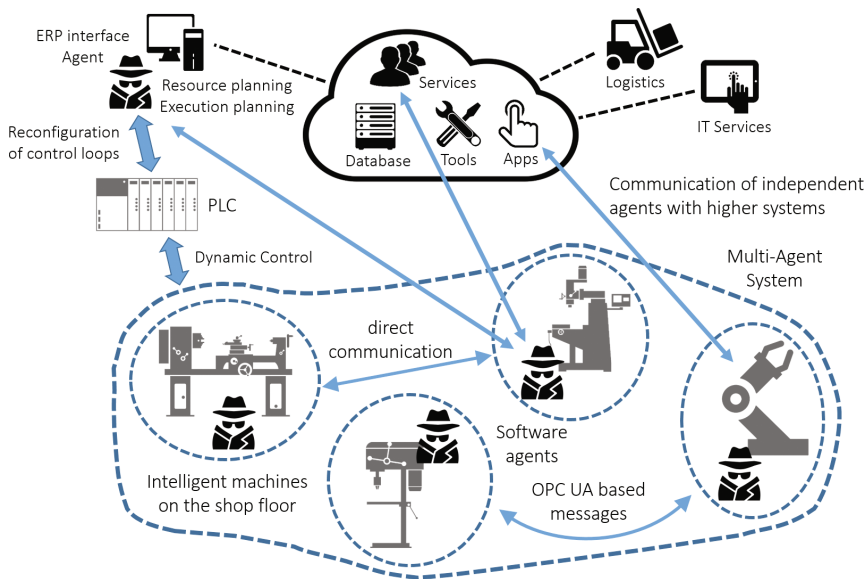 ERP interface
Agent
Resource planning
Execution planning
Reconfiguration
of control loops
PLC
Dynamic Control
Services
Database
Tools
Apps
Logistics
IT Services
Communication of independent
agents with higher systems
Multi-Agent
System
direct
communication
Software
agents
Intelligent machines
on the shop floor
OPC UA based
messages